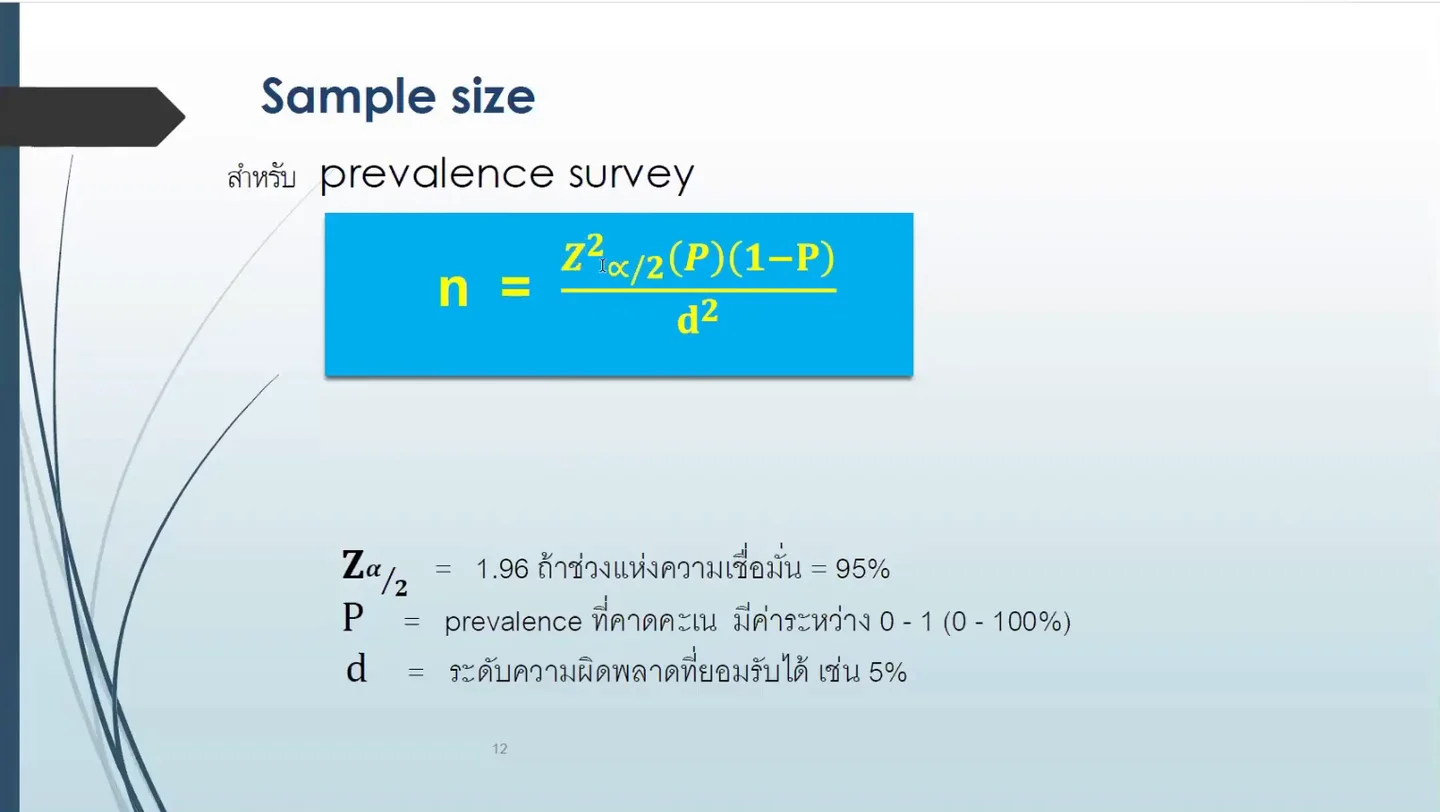 Sample size
สำหรับ prevalence survey
n = Z²∝/2(P)(1−P) / d²
Zα/2 = 1.96 ถ้าช่วงแห่งความเชื่อมั่น = 95%
P = prevalence ที่คาดคะเน มีค่าระหว่าง 0 - 1 (0 - 100%)
d = ระดับความผิดพลาดที่ยอมรับได้ เช่น 5%
12